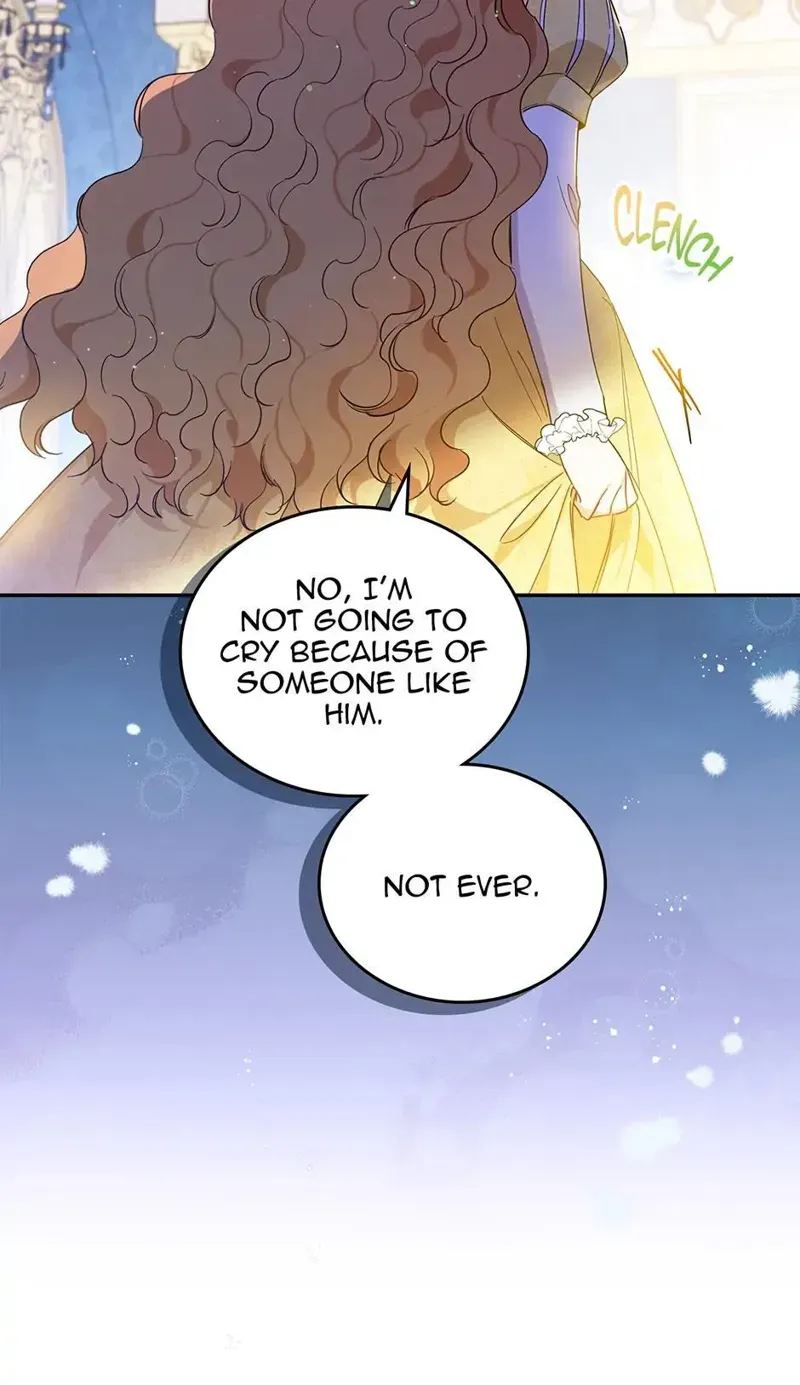 CLENCH
NO, I'M
NOT GOING TO
CRY BECAUSE OF
SOMEONE LIKE
HIM.
NOT EVER.